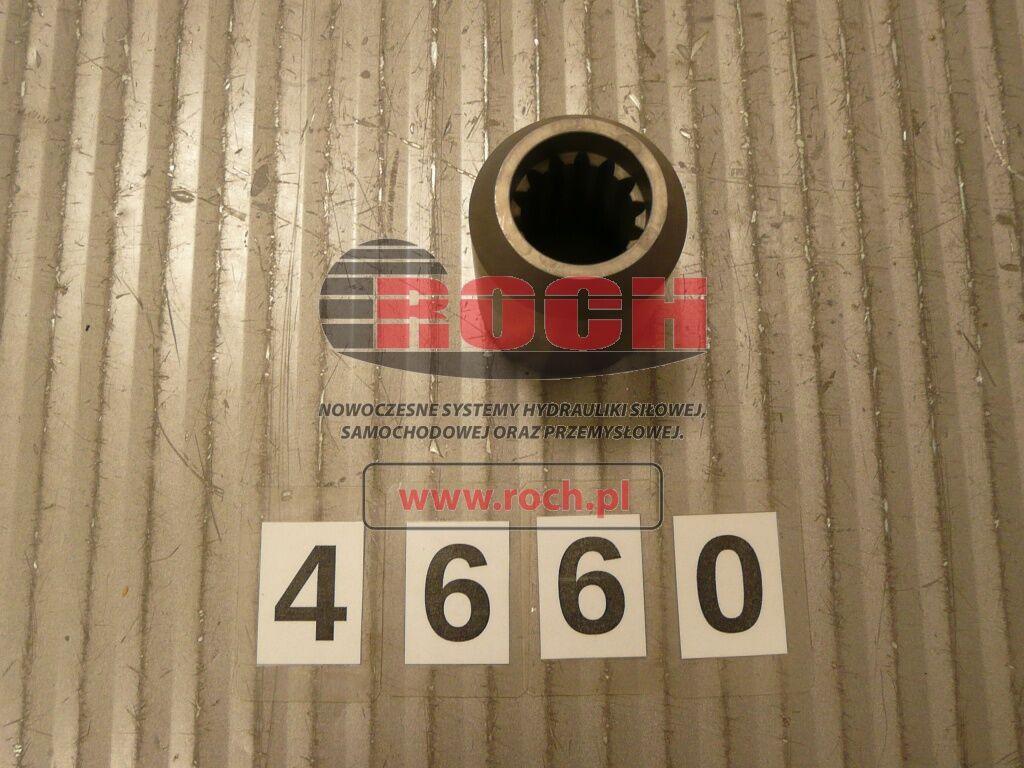 ROCH
NOWOCZESNE SYSTEMY HYDRAULIKI SIŁOWEJ,
SAMOCHODOWEJ ORAZ PRZEMYSŁOWEJ.
www.roch.pl
4660